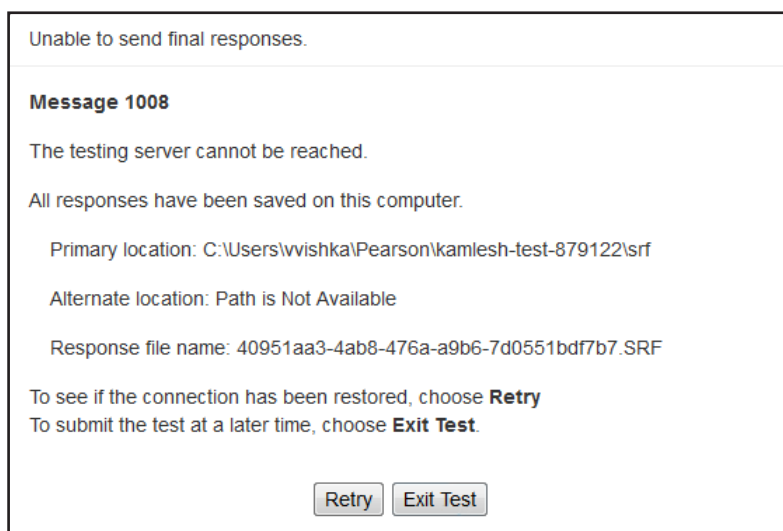 Unable to send final responses.
Message 1008
The testing server cannot be reached.
All responses have been saved on this computer.
Primary location: C:\Users\vvishka\Pearson\kamlesh-test-879122\srf
Alternate location: Path is Not Available
Response file name: 40951aa3-4ab8-476a-a9b6-7d0551bdf7b7.SRF
To see if the connection has been restored, choose Retry
To submit the test at a later time, choose Exit Test.
Retry Exit Test